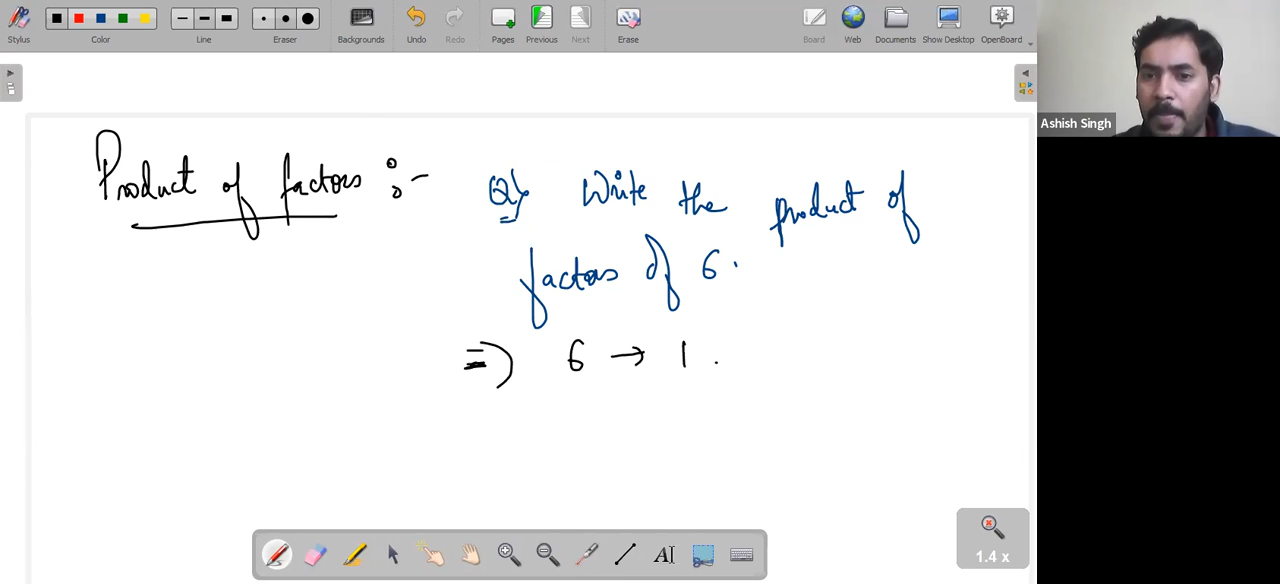 Stylus Color Line Eraser Backgrounds Undo Redo Pages Previous Next Erase Board Web Documents Show Desktop OpenBoard
Ashish Singh
Product of factors :-
Q) Write the product of
factors of 6.
=) 6 → 1 .
AI
1.4 x